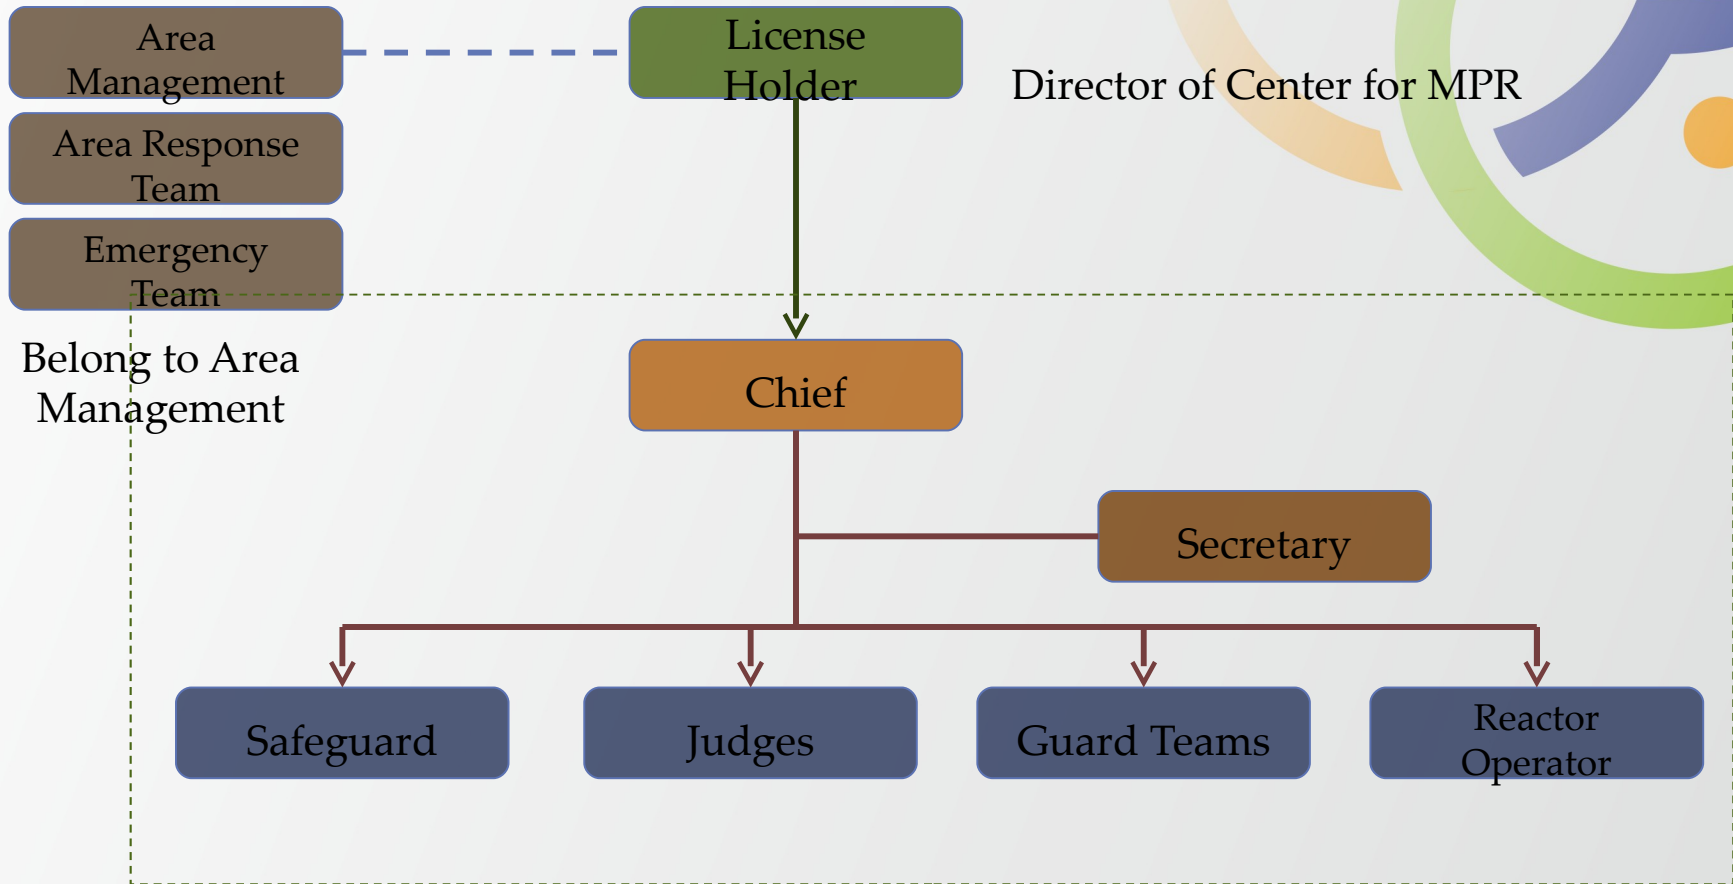 Area
Management
License
Holder
Director of Center for MPR
Area Response
Team
Emergency
Team
Belong to Area
Management
Chief
Secretary
Safeguard
Judges
Guard Teams
Reactor
Operator